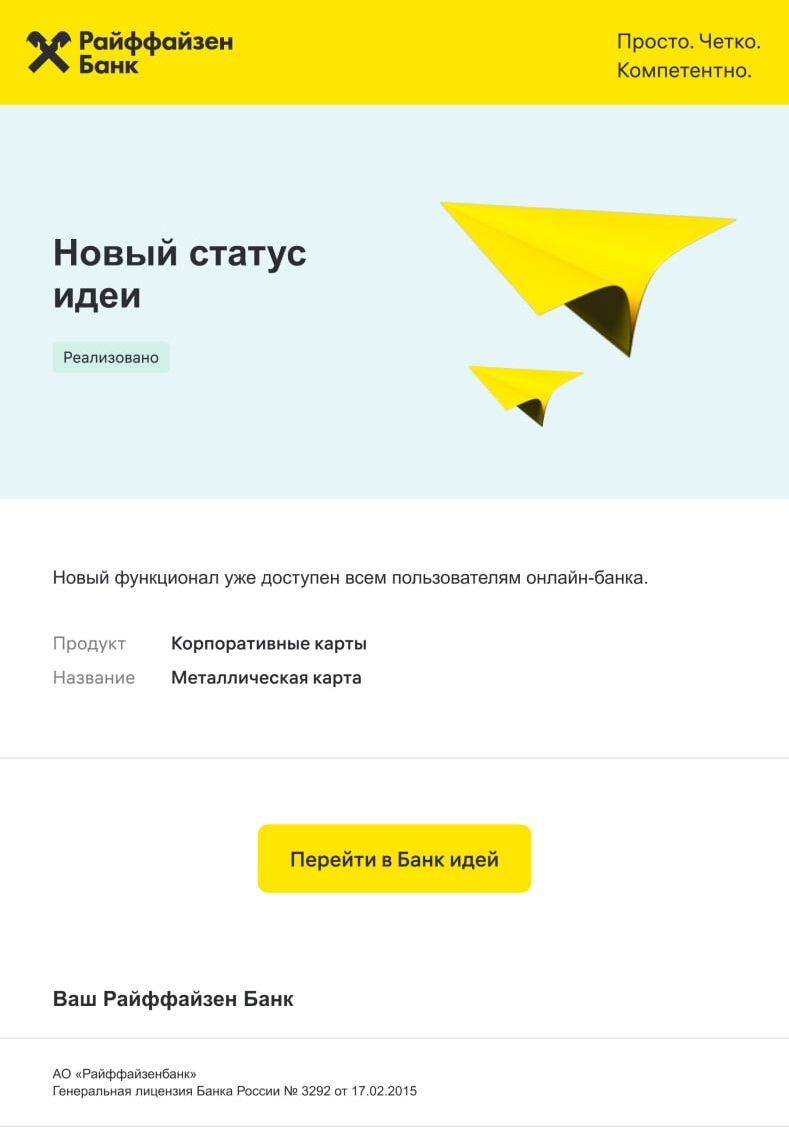 Райффайзен
Банк
Просто. Четко.
Компетентно.
Новый статус
идеи
Реализовано
Новый функционал уже доступен всем пользователям онлайн-банка.
Продукт Корпоративные карты
Название Металлическая карта
Перейти в Банк идей
Ваш Райффайзен Банк
АО «Райффайзенбанк»
Генеральная лицензия Банка России № 3292 от 17.02.2015